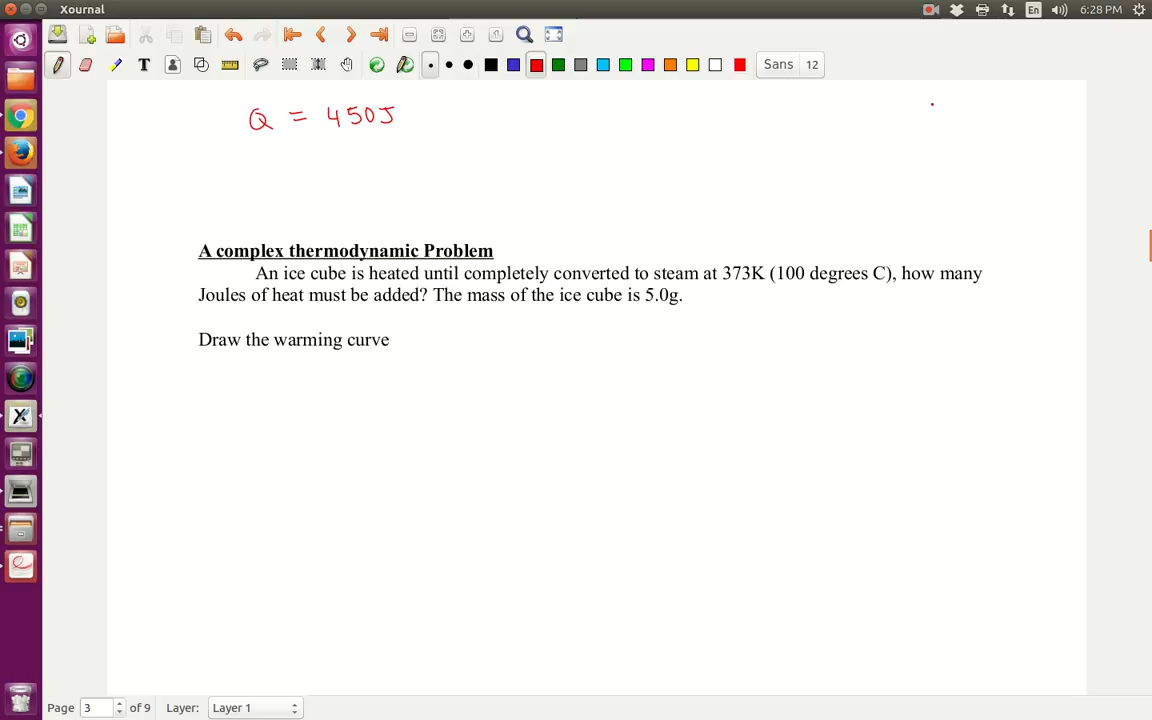 Xournal
En
6:28 PM
Sans 12
Q = 450J
A complex thermodynamic Problem
An ice cube is heated until completely converted to steam at 373K (100 degrees C), how many
Joules of heat must be added? The mass of the ice cube is 5.0g.
Draw the warming curve
Page 3 of 9 Layer: Layer 1